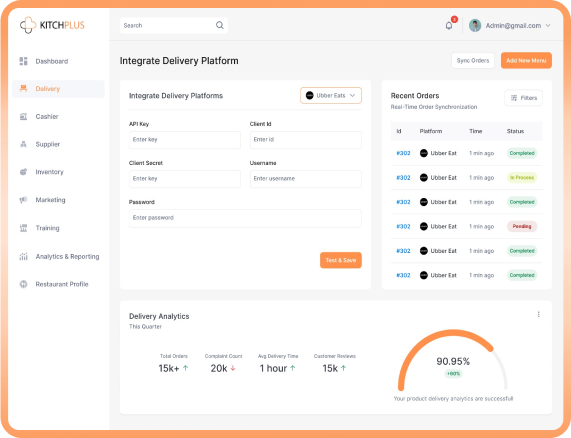 KITCHPLUS
Search
2
Admin@gmail.com
Dashboard
Delivery
Cashier
Supplier
Inventory
Marketing
Training
Analytics & Reporting
Restaurant Profile
Integrate Delivery Platform
Sync Orders
Add New Menu
Integrate Delivery Platforms
Ubber Eats
API Key
Client Id
Enter key
Enter id
Client Secret
Username
Enter key
Enter username
Password
Enter password
Test & Save
Recent Orders
Real-Time Order Synchronization
Filters
Id Platform Time Status
#302 Ubber Eat 1 min ago Completed
#302 Ubber Eat 1 min ago In Process
#302 Ubber Eat 1 min ago Completed
#302 Ubber Eat 1 min ago Pending
#302 Ubber Eat 1 min ago Completed
#302 Ubber Eat 1 min ago Completed
Delivery Analytics
This Quarter
Total Orders
15k+ ↑
Complaint Count
20k ↓
Avg Delivery Time
1 hour ↑
Customer Reviews
15k ↑
90.95%
+60%
Your product delivery analytics are successfull